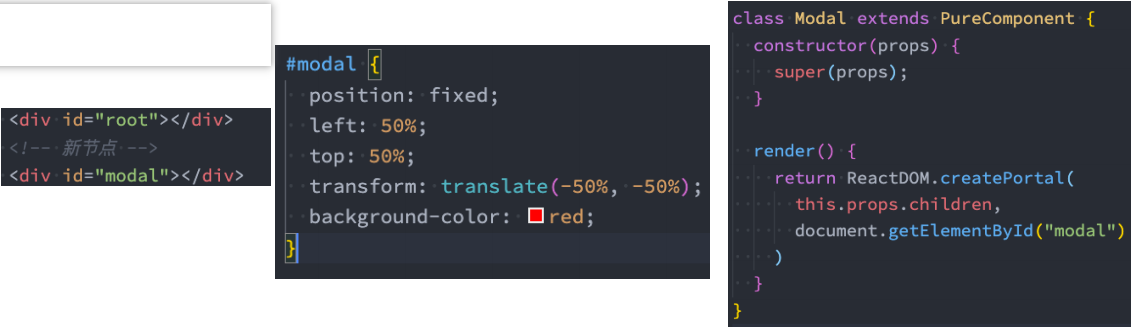 <div id="root"></div>
<!-- 新节点 -->
<div id="modal"></div>
#modal {
position: fixed;
left: 50%;
top: 50%;
transform: translate(-50%, -50%);
background-color: red;
}
class Modal extends PureComponent {
constructor(props) {
super(props);
}
render() {
return ReactDOM.createPortal(
this.props.children,
document.getElementById("modal")
)
}
}